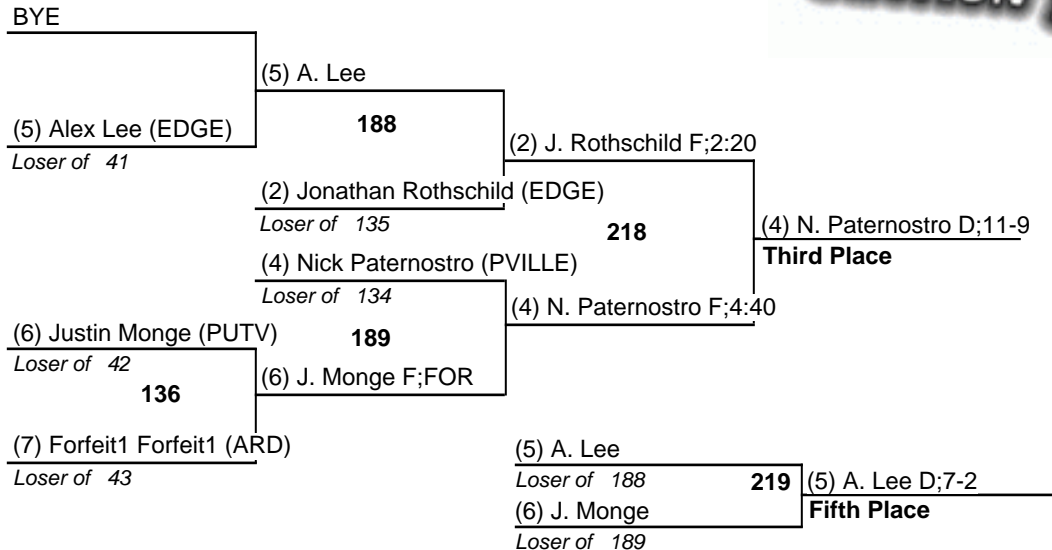 BYE
(5) A. Lee
188
(5) Alex Lee (EDGE)
Loser of 41
(2) J. Rothschild F;2:20
(2) Jonathan Rothschild (EDGE)
Loser of 135
218
(4) N. Paternostro D;11-9
Third Place
(4) Nick Paternostro (PVILLE)
Loser of 134
(4) N. Paternostro F;4:40
(6) Justin Monge (PUTV)
Loser of 42
189
136
(6) J. Monge F;FOR
(7) Forfeit1 Forfeit1 (ARD)
Loser of 43
(5) A. Lee
Loser of 188
219
(5) A. Lee D;7-2
Fifth Place
(6) J. Monge
Loser of 189